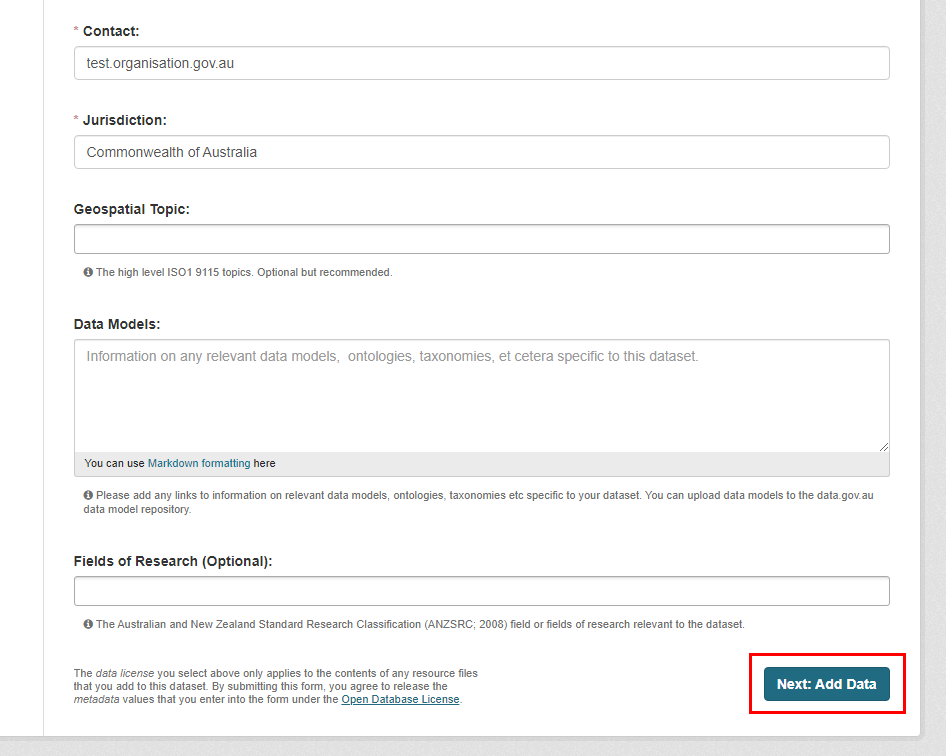 * Contact:
test.organisation.gov.au
* Jurisdiction:
Commonwealth of Australia
Geospatial Topic:
The high level ISO1 9115 topics. Optional but recommended.
Data Models:
Information on any relevant data models,  ontologies, taxonomies, et cetera specific to this dataset.
You can use Markdown formatting here
Please add any links to information on relevant data models, ontologies, taxonomies etc specific to your dataset. You can upload data models to the data.gov.au
data model repository.
Fields of Research (Optional):
The Australian and New Zealand Standard Research Classification (ANZSRC; 2008) field or fields of research relevant to the dataset.
The data license you select above only applies to the contents of any resource files
that you add to this dataset. By submitting this form, you agree to release the
metadata values that you enter into the form under the Open Database License.
Next: Add Data